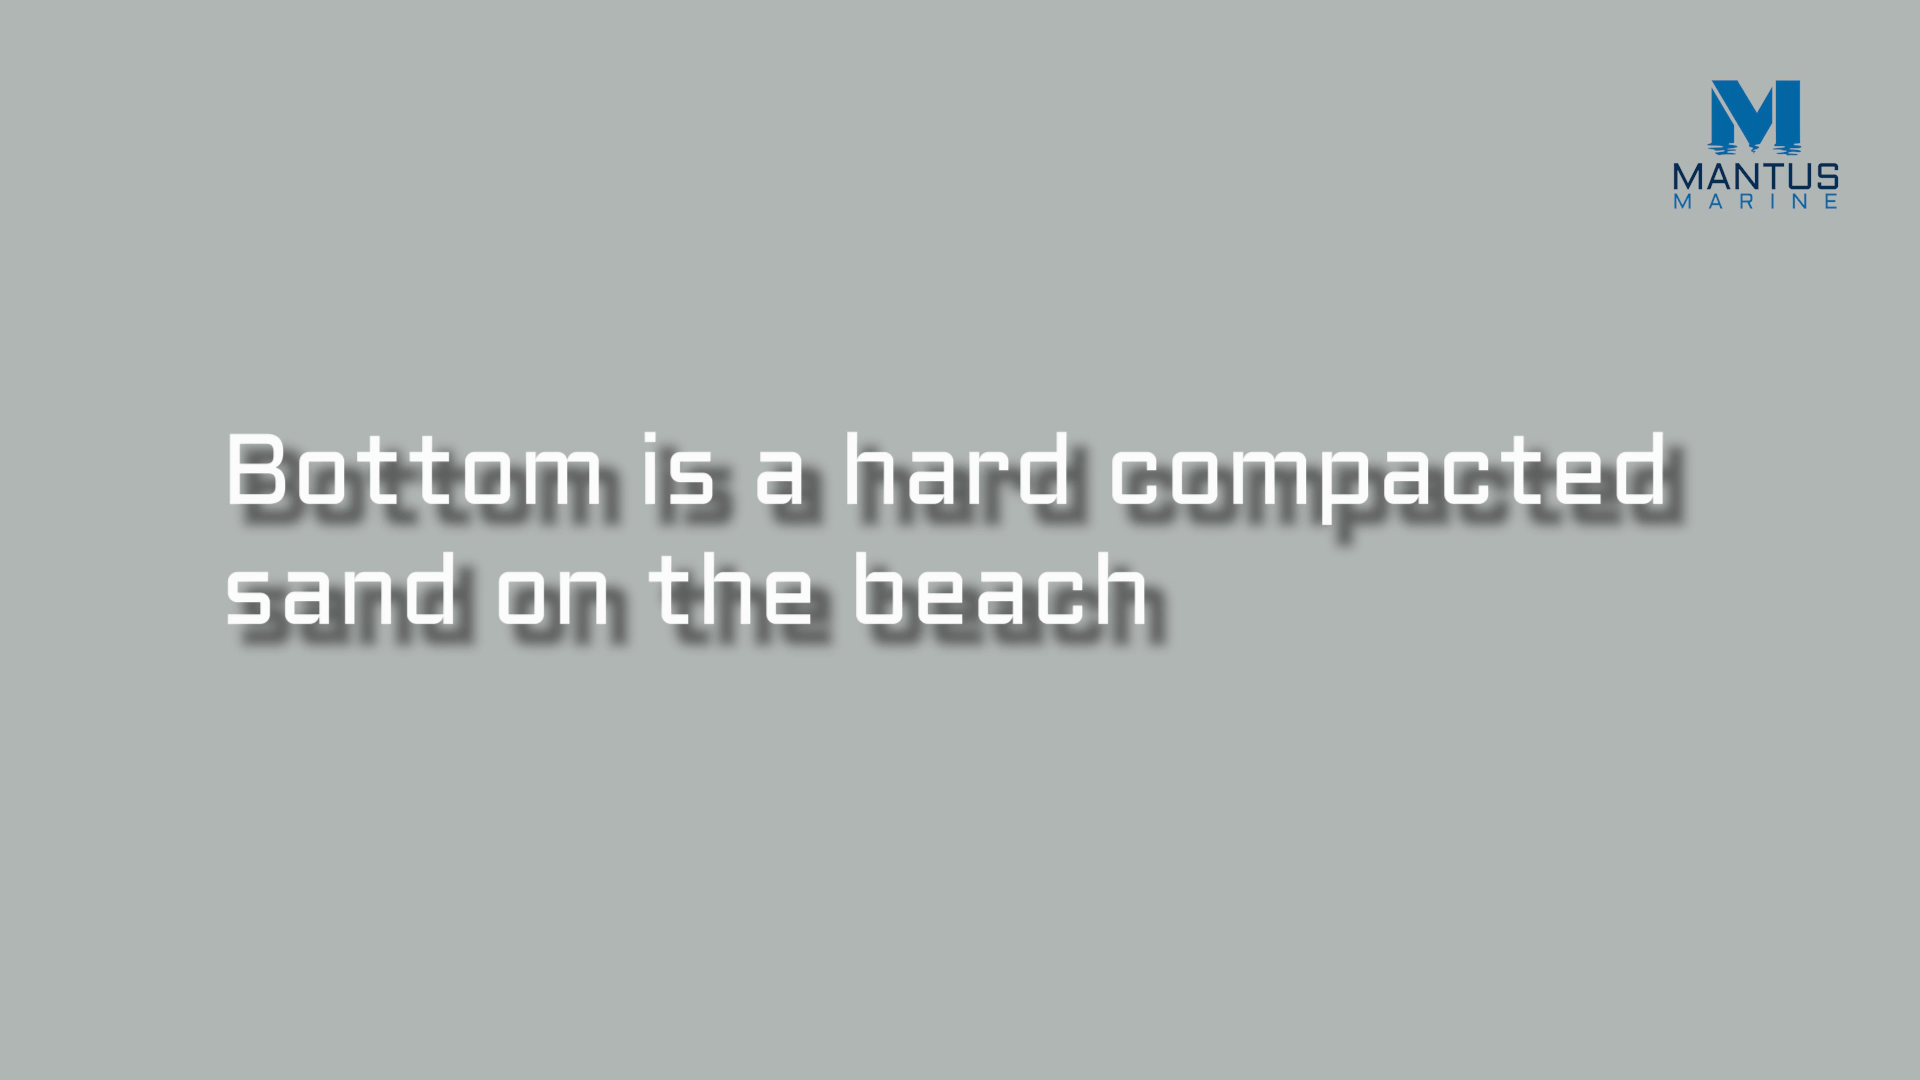 M
MANTUS
MARINE
Bottom is a hard compacted
sand on the beach